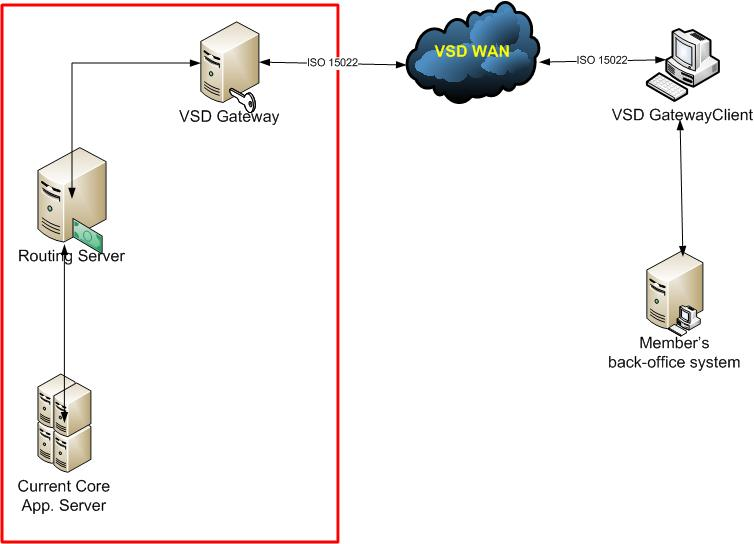 ISO 15022
VSD WAN
ISO 15022
VSD Gateway
VSD GatewayClient
Routing Server
Member's
back-office system
Current Core
App. Server